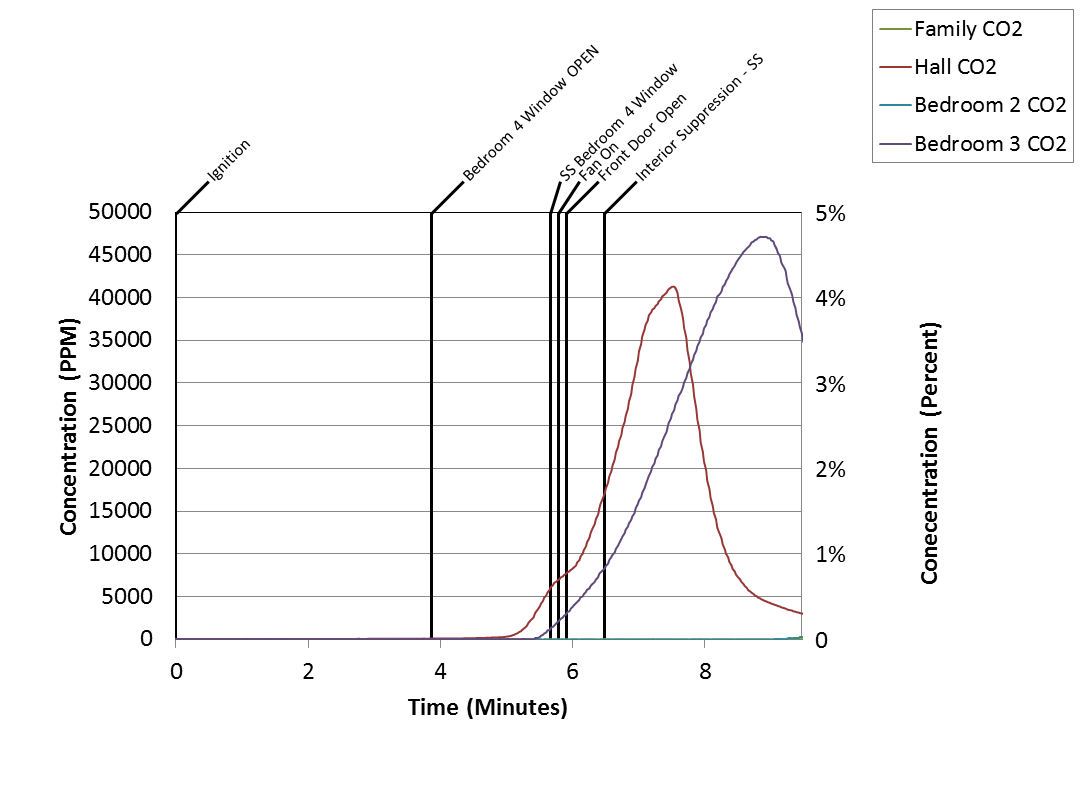 Family CO2
Hall CO2
Bedroom 2 CO2
Bedroom 3 CO2
Ignition
Bedroom 4 Window OPEN
SS Bedroom 4 Window
Fan On
Front Door Open
Interior Suppression - SS
50000
45000
40000
35000
30000
25000
20000
15000
10000
5000
0
Concentration (PPM)
5%
4%
3%
2%
1%
0
Conecentration (Percent)
0 2 4 6 8
Time (Minutes)